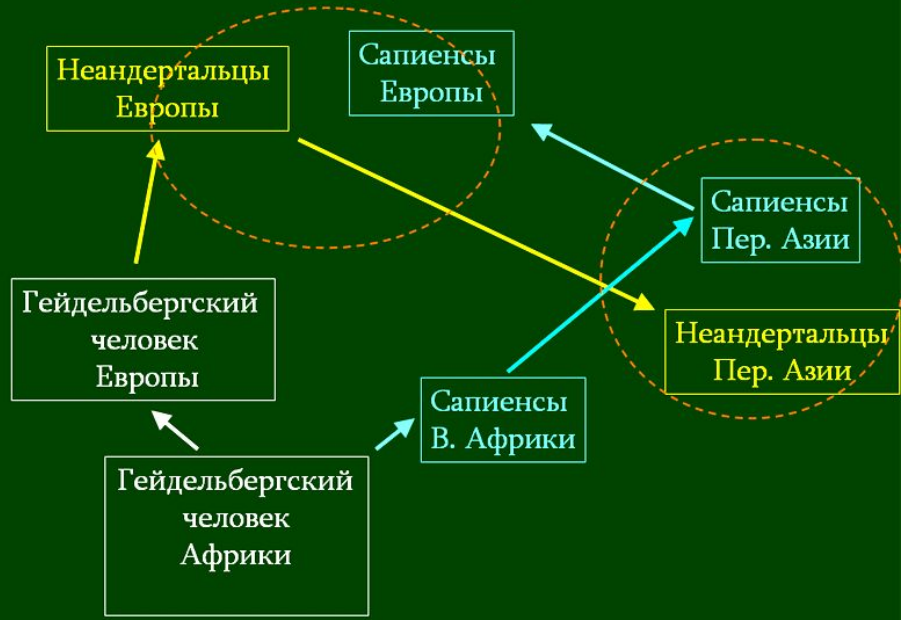 Неандертальцы
Европы
Сапиенсы
Европы
Сапиенсы
Пер. Азии
Гейдельбергский
человек
Европы
Неандертальцы
Пер. Азии
Сапиенсы
В. Африки
Гейдельбергский
человек
Африки